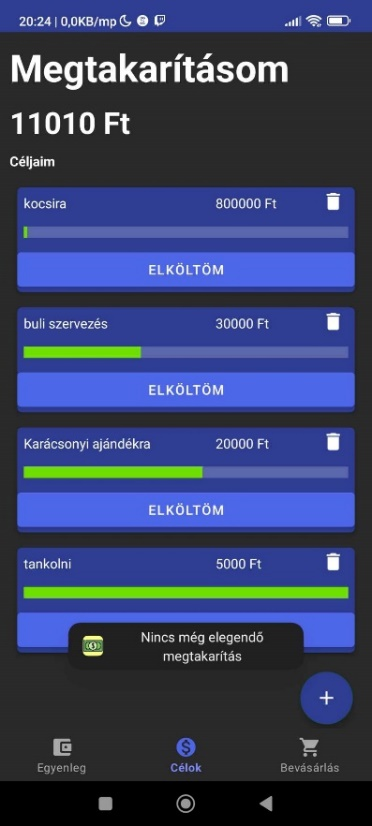 20:24 | 0,0KB/mp
Megtakarításom
11010 Ft
Céljaim
kocsira 800000 Ft
ELKÖLTÖM
buli szervezés 30000 Ft
ELKÖLTÖM
Karácsonyi ajándékra 20000 Ft
ELKÖLTÖM
tankolni 5000 Ft
Nincs még elegendő
megtakarítás
+
Egyenleg Célok Bevásárlás